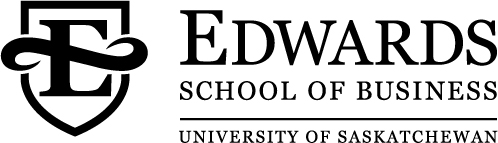 E
EDWARDS
SCHOOL OF BUSINESS
UNIVERSITY OF SASKATCHEWAN